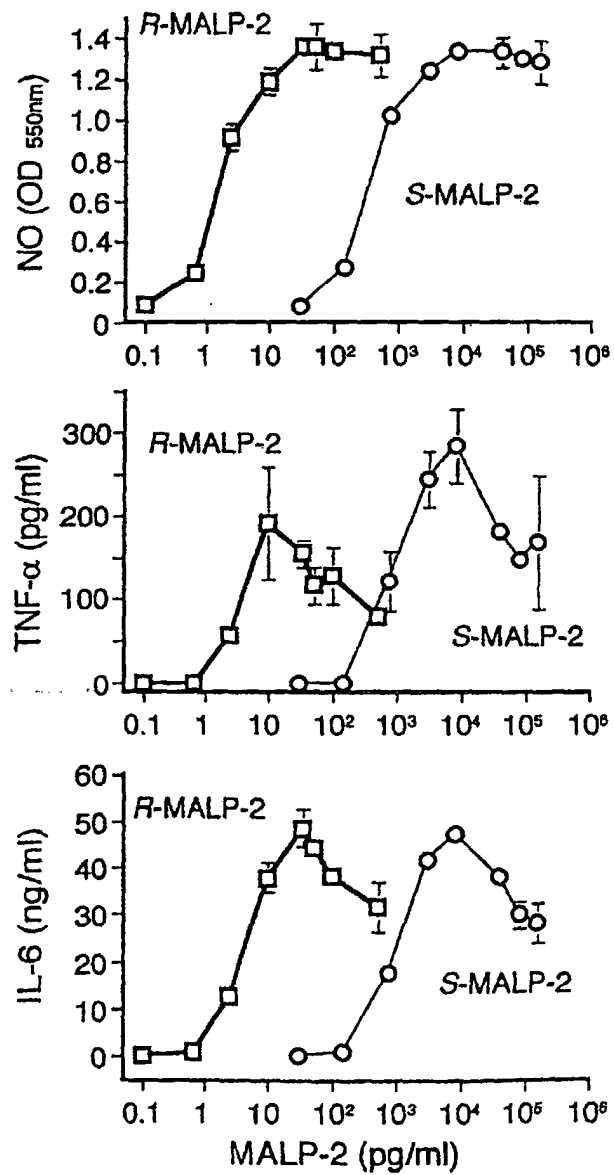 R-MALP-2
S-MALP-2
NO (OD 550nm)
1.4
1.2
1.0
0.8
0.6
0.4
0.2
0
0.1 1 10 10² 10³ 10⁴ 10⁵ 10⁶
R-MALP-2
S-MALP-2
TNF-α (pg/ml)
300
200
100
0
0.1 1 10 10² 10³ 10⁴ 10⁵ 10⁶
R-MALP-2
S-MALP-2
IL-6 (ng/ml)
60
50
40
30
20
10
0
0.1 1 10 10² 10³ 10⁴ 10⁵ 10⁶
MALP-2 (pg/ml)